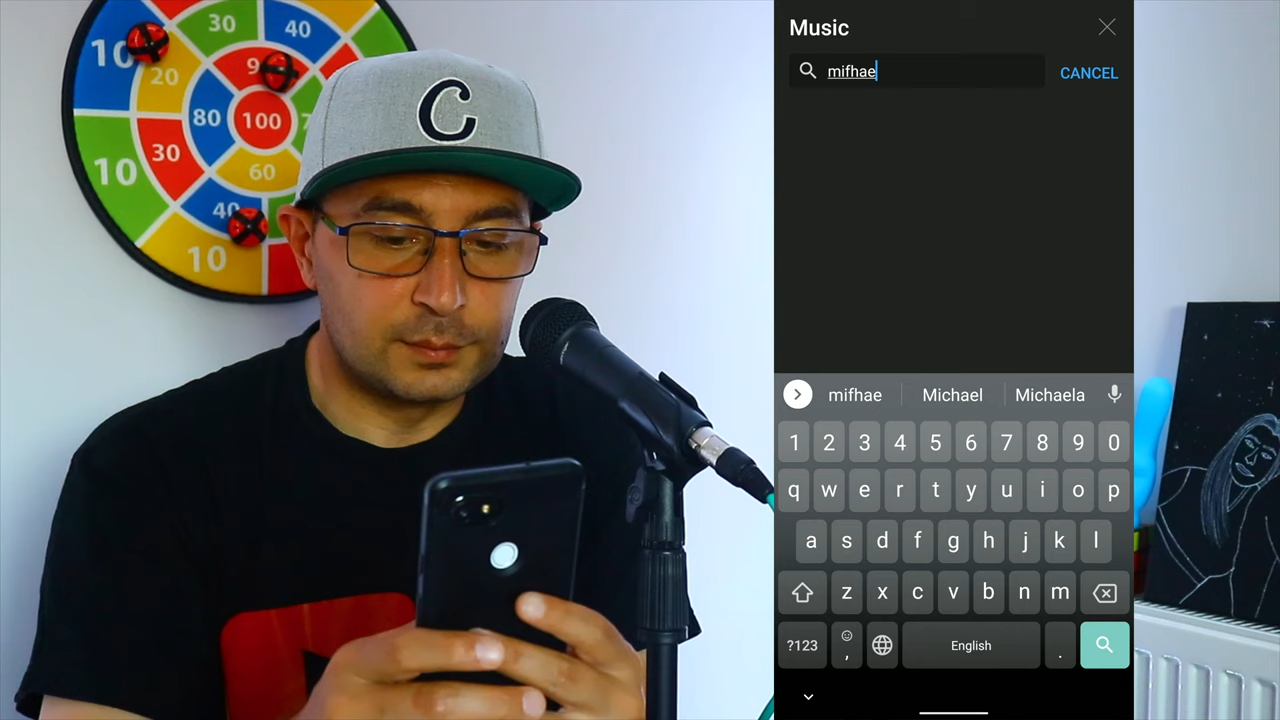 30
40
10
20
9
80
100
7
30
10
60
40
10
C
Music
mifhae
CANCEL
mifhae Michael Michaela
1 2 3 4 5 6 7 8 9 0
q w e r t y u i o p
a s d f g h j k l
z x c v b n m
?123 , English .